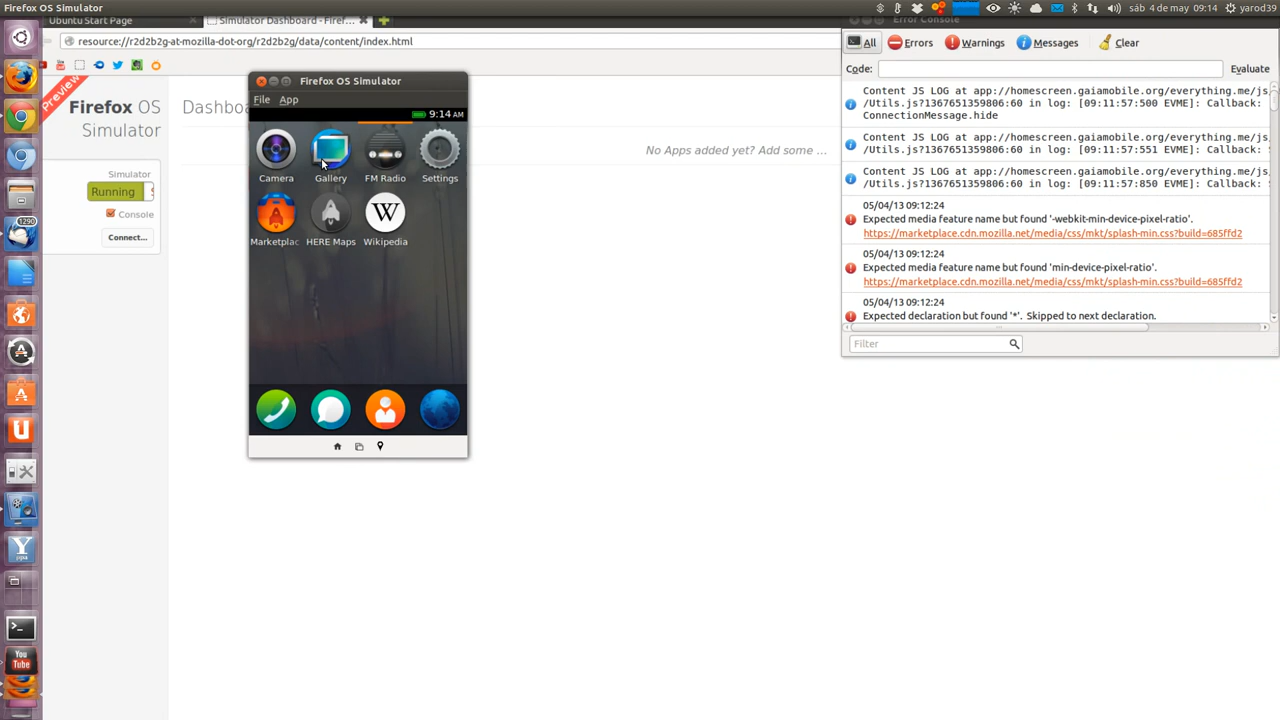 Firefox OS Simulator
sáb 4 de may 09:14
yarod39
Ubuntu Start Page
Simulator Dashboard - Firef...
resource://r2d2b2g-at-mozilla-dot-org/r2d2b2g/data/content/index.html
Preview
Firefox OS
Simulator
Simulator
Running
Console
Connect...
1290
Firefox OS Simulator
File App
9:14 AM
Camera
Gallery
FM Radio
Settings
Marketplac
HERE Maps
W
Wikipedia
No Apps added yet? Add some ...
Error Console
All Errors Warnings Messages Clear
Code:
Evaluate
Content JS LOG at app://homescreen.gaiamobile.org/everything.me/js
/Utils.js?1367651359806:60 in log: [09:11:57:500 EVME]: Callback:
ConnectionMessage.hide
Content JS LOG at app://homescreen.gaiamobile.org/everything.me/js
/Utils.js?1367651359806:60 in log: [09:11:57:551 EVME]: Callback:
Content JS LOG at app://homescreen.gaiamobile.org/everything.me/js
/Utils.js?1367651359806:60 in log: [09:11:57:850 EVME]: Callback:
05/04/13 09:12:24
Expected media feature name but found '-webkit-min-device-pixel-ratio'.
https://marketplace.cdn.mozilla.net/media/css/mkt/splash-min.css?build=685ffd2
05/04/13 09:12:24
Expected media feature name but found 'min-device-pixel-ratio'.
https://marketplace.cdn.mozilla.net/media/css/mkt/splash-min.css?build=685ffd2
05/04/13 09:12:24
Expected declaration but found '*'. Skipped to next declaration.
Filter
You
Tube